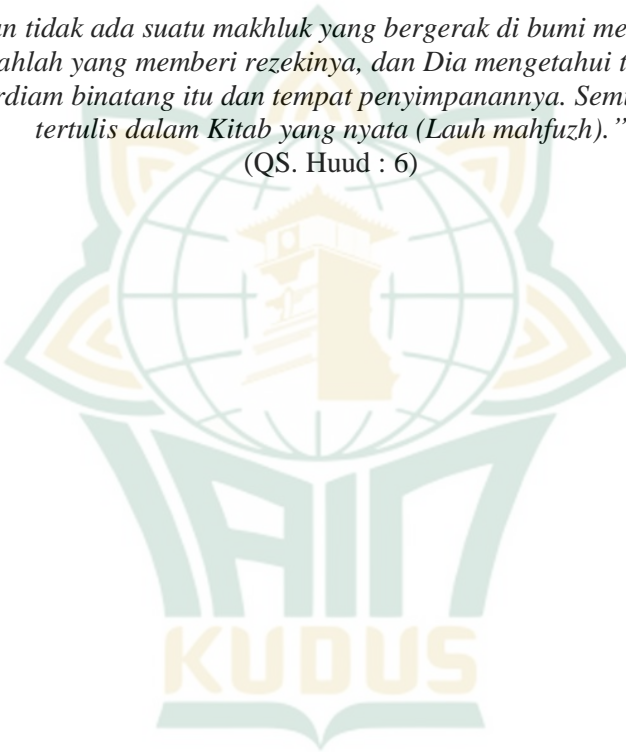 n tidak ada suatu makhluk yang bergerak di bumi me
ahlah yang memberi rezekinya, dan Dia mengetahui t
rdiam binatang itu dan tempat penyimpanannya. Semu
tertulis dalam Kitab yang nyata (Lauh mahfuzh).”
(QS. Huud : 6)
IAIN
KUDUS